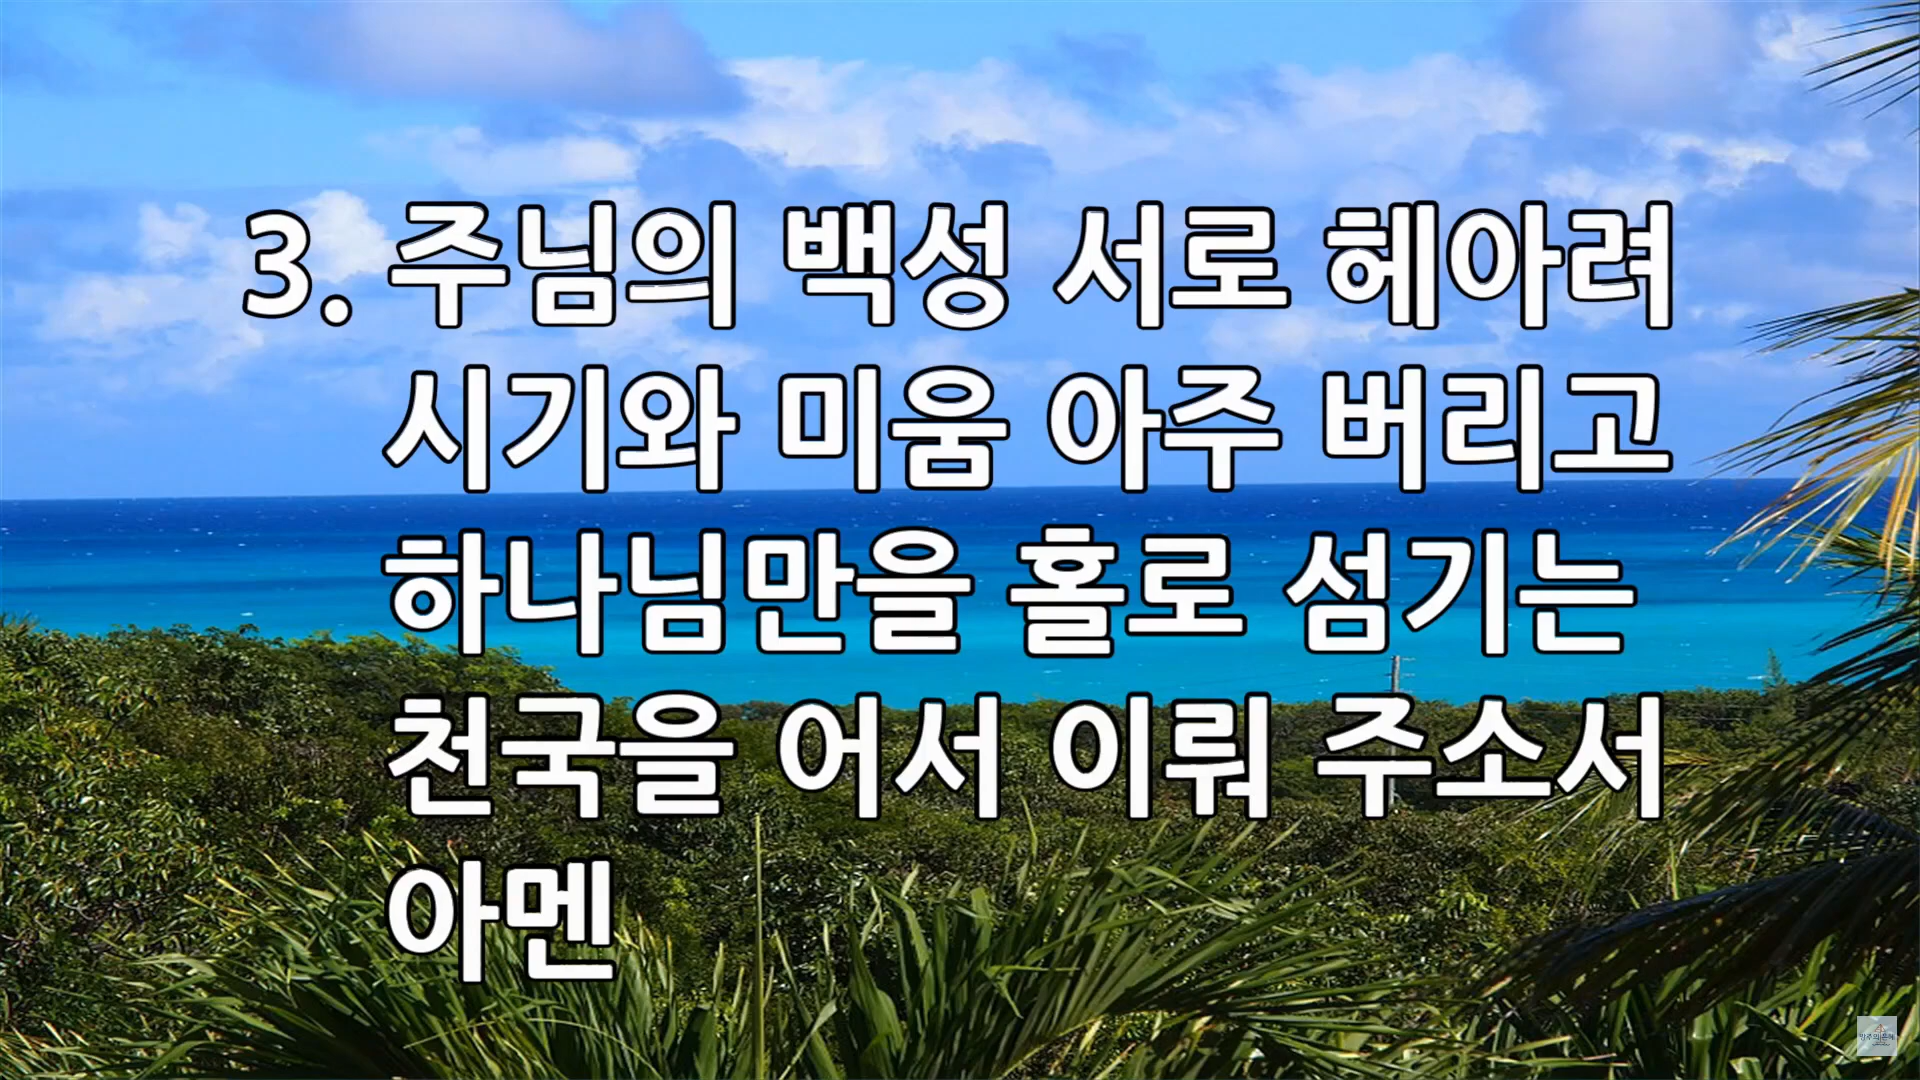 3. 주님의 백성 서로 헤아려
시기와 미움 아주 버리고
하나님만을 홀로 섬기는
천국을 어서 이뤄 주소서
아멘